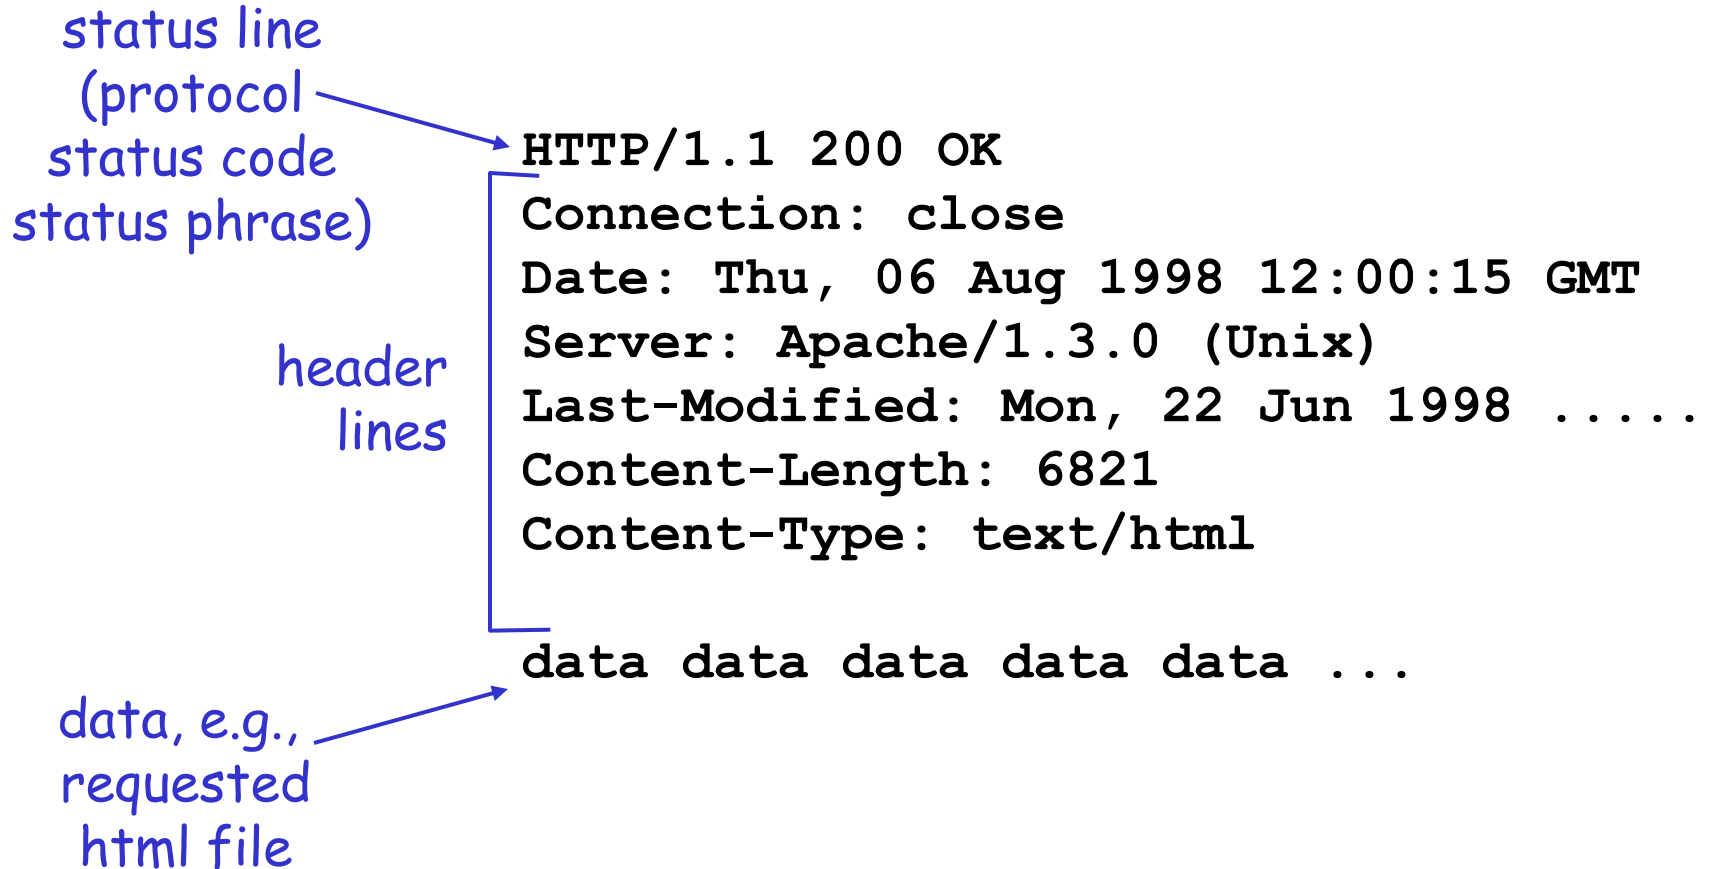 status line
(protocol
status code
status phrase)
HTTP/1.1 200 OK
Connection: close
Date: Thu, 06 Aug 1998 12:00:15 GMT
Server: Apache/1.3.0 (Unix)
Last-Modified: Mon, 22 Jun 1998 .....
Content-Length: 6821
Content-Type: text/html
header
lines
data data data data data ...
data, e.g.,
requested
html file